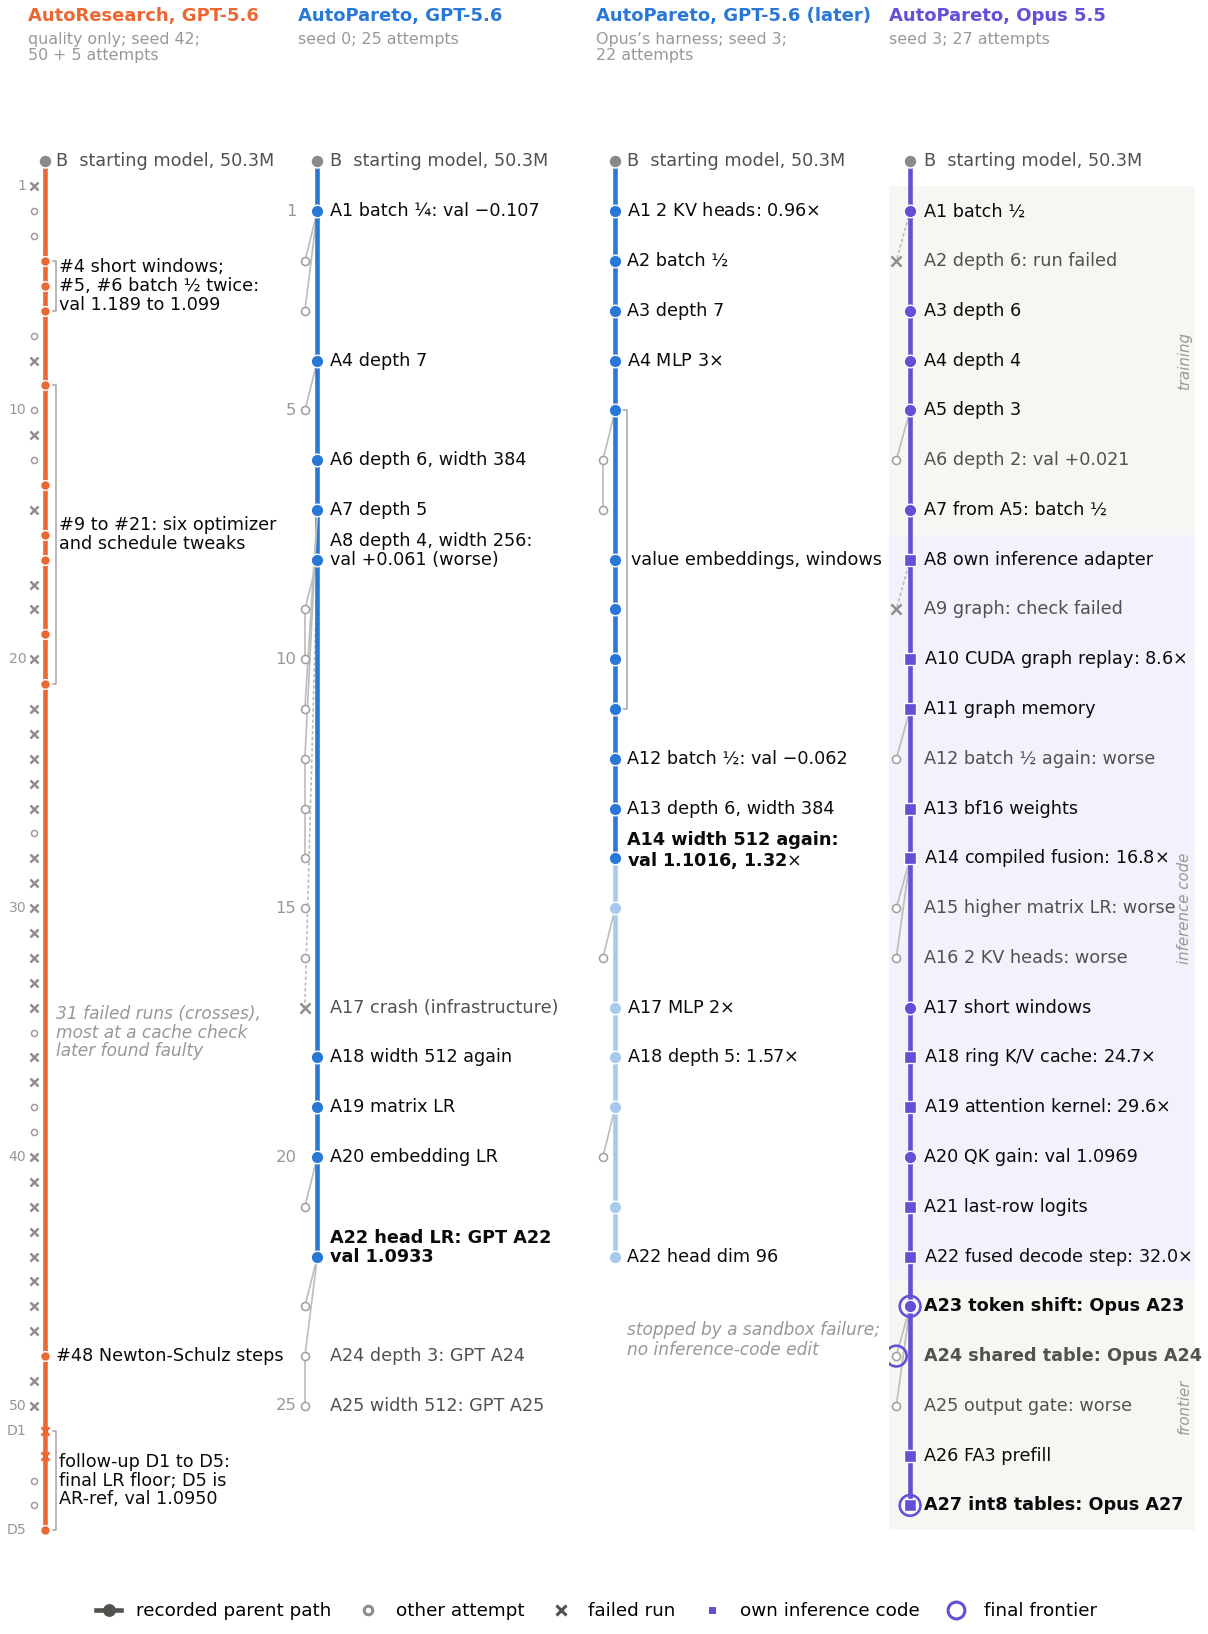 AutoResearch, GPT-5.6
quality only; seed 42;
50 + 5 attempts
B starting model, 50.3M
1
#4 short windows;
#5, #6 batch ½ twice:
val 1.189 to 1.099
10
#9 to #21: six optimizer
and schedule tweaks
20
30
31 failed runs (crosses),
most at a cache check
later found faulty
40
#48 Newton-Schulz steps
50
D1
follow-up D1 to D5:
final LR floor; D5 is
AR-ref, val 1.0950
D5
AutoPareto, GPT-5.6
seed 0; 25 attempts
B starting model, 50.3M
1
A1 batch ¼: val −0.107
A4 depth 7
5
A6 depth 6, width 384
A7 depth 5
A8 depth 4, width 256:
val +0.061 (worse)
10
15
A17 crash (infrastructure)
A18 width 512 again
A19 matrix LR
20
A20 embedding LR
A22 head LR: GPT A22
val 1.0933
A24 depth 3: GPT A24
25
A25 width 512: GPT A25
AutoPareto, GPT-5.6 (later)
Opus’s harness; seed 3;
22 attempts
B starting model, 50.3M
A1 2 KV heads: 0.96×
A2 batch ½
A3 depth 7
A4 MLP 3×
value embeddings, windows
A12 batch ½: val −0.062
A13 depth 6, width 384
A14 width 512 again:
val 1.1016, 1.32×
A17 MLP 2×
A18 depth 5: 1.57×
A22 head dim 96
stopped by a sandbox failure;
no inference-code edit
AutoPareto, Opus 5.5
seed 3; 27 attempts
B starting model, 50.3M
A1 batch ½
A2 depth 6: run failed
A3 depth 6
training
A4 depth 4
A5 depth 3
A6 depth 2: val +0.021
A7 from A5: batch ½
A8 own inference adapter
A9 graph: check failed
A10 CUDA graph replay: 8.6×
A11 graph memory
A12 batch ½ again: worse
A13 bf16 weights
A14 compiled fusion: 16.8×
inference code
A15 higher matrix LR: worse
A16 2 KV heads: worse
A17 short windows
A18 ring K/V cache: 24.7×
A19 attention kernel: 29.6×
A20 QK gain: val 1.0969
A21 last-row logits
A22 fused decode step: 32.0×
A23 token shift: Opus A23
A24 shared table: Opus A24
A25 output gate: worse
frontier
A26 FA3 prefill
A27 int8 tables: Opus A27
recorded parent path
other attempt
failed run
own inference code
final frontier